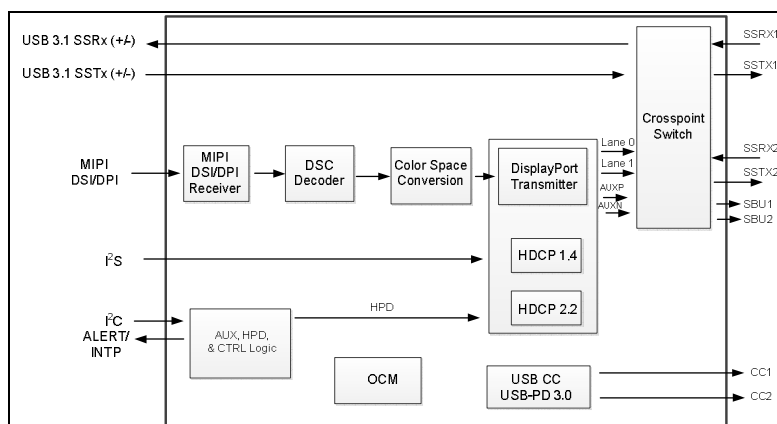 USB 3.1 SSRx (+/-)
SSRX1
USB 3.1 SSTx (+/-)
SSTX1
Crosspoint
Switch
MIPI
DSI/DPI
MIPI
DSI/DPI
Receiver
DSC
Decoder
Color Space
Conversion
DisplayPort
Transmitter
Lane 0
Lane 1
AUXP
AUXN
SSRX2
SSTX2
SBU1
SBU2
I²S
HDCP 1.4
HDCP 2.2
I²C
ALERT/
INTP
AUX, HPD,
& CTRL Logic
HPD
OCM
USB CC
USB-PD 3.0
CC1
CC2